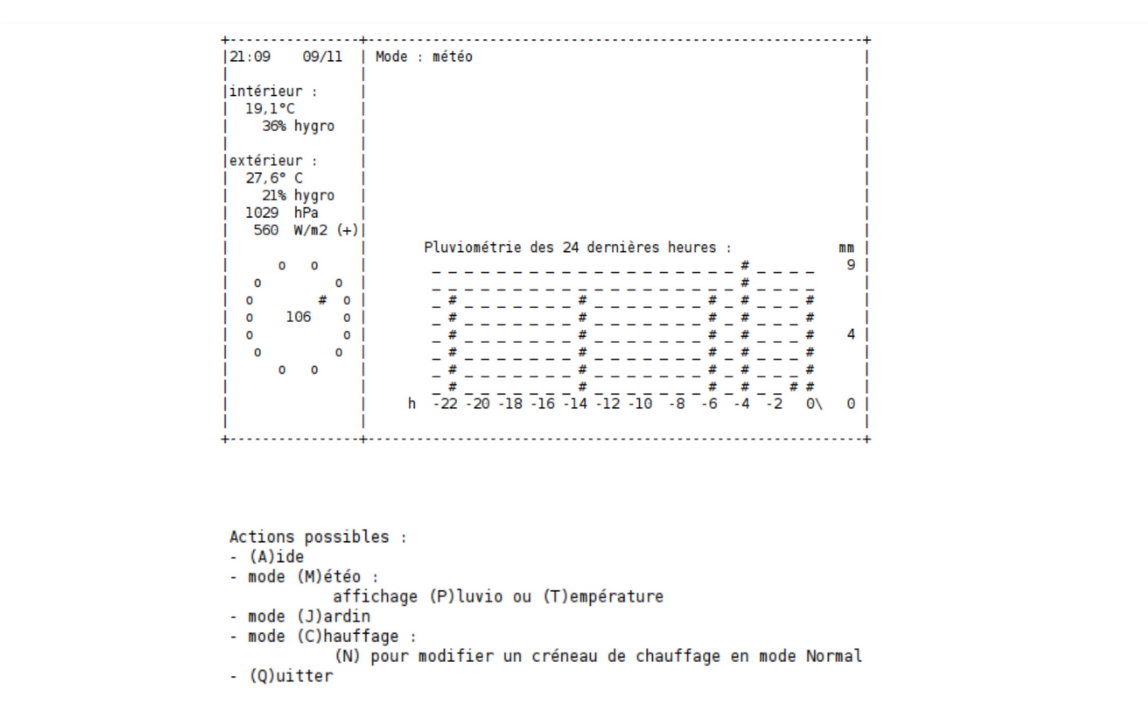 +----------------+-------------------------------------------------------------+
|21:09    09/11  | Mode : météo                                                |
|                |                                                             |
|intérieur :     |                                                             |
|  19,1°C        |                                                             |
|    36% hygro   |                                                             |
|                |                                                             |
|extérieur :     |                                                             |
|  27,6° C       |                                                             |
|    21% hygro   |                                                             |
|  1029  hPa     |                                                             |
|   560  W/m2 (+)|                                                             |
|                |       Pluviométrie des 24 dernières heures :             mm |
|      o   o     |        _ _ _ _ _ _ _ _ _ _ _ _ _ _ _ _ _ _ _ # _ _ _ _    9 |
|   o         o  |        _ _ _ _ _ _ _ _ _ _ _ _ _ _ _ _ _ _ _ # _ _ _ _      |
|  o        #  o |        _ # _ _ _ _ _ _ _ # _ _ _ _ _ _ _ # _ # _ _ _ #      |
|  o    106    o |        _ # _ _ _ _ _ _ _ # _ _ _ _ _ _ _ # _ # _ _ _ #      |
|  o           o |        _ # _ _ _ _ _ _ _ # _ _ _ _ _ _ _ # _ # _ _ _ #    4 |
|   o         o  |        _ # _ _ _ _ _ _ _ # _ _ _ _ _ _ _ # _ # _ _ _ #      |
|      o   o     |        _ # _ _ _ _ _ _ _ # _ _ _ _ _ _ _ # _ # _ _ _ #      |
|                |        _ # _ _ _ _ _ _ _ # _ _ _ _ _ _ _ # _ # _ _ # #      |
|                |     h  -22 -20 -18 -16 -14 -12 -10  -8  -6  -4  -2   0\   0 |
|                |                                                             |
+----------------+-------------------------------------------------------------+
Actions possibles :
- (A)ide
- mode (M)étéo :
affichage (P)luvio ou (T)empérature
- mode (J)ardin
- mode (C)hauffage :
(N) pour modifier un créneau de chauffage en mode Normal
- (Q)uitter